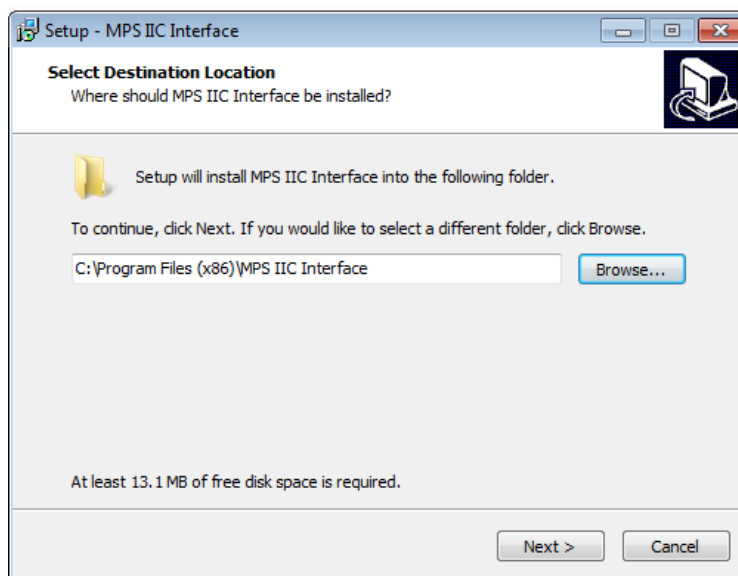 Setup - MPS IIC Interface
Select Destination Location
Where should MPS IIC Interface be installed?
Setup will install MPS IIC Interface into the following folder.
To continue, click Next. If you would like to select a different folder, click Browse.
C:\Program Files (x86)\MPS IIC Interface
Browse...
At least 13.1 MB of free disk space is required.
Next >
Cancel